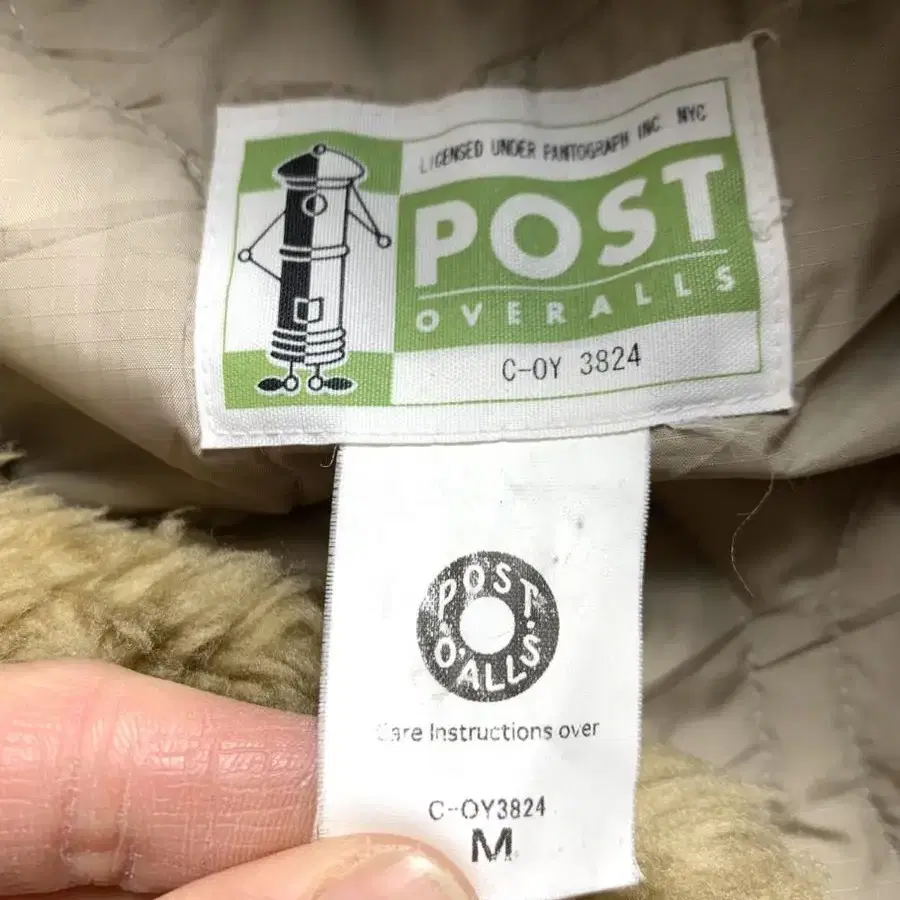 LICENSED UNDER PANTOGRAPH INC. NYC
POST
OVERALLS
C-OY 3824
POST
O'ALLS
Care Instructions over
C-OY3824
M